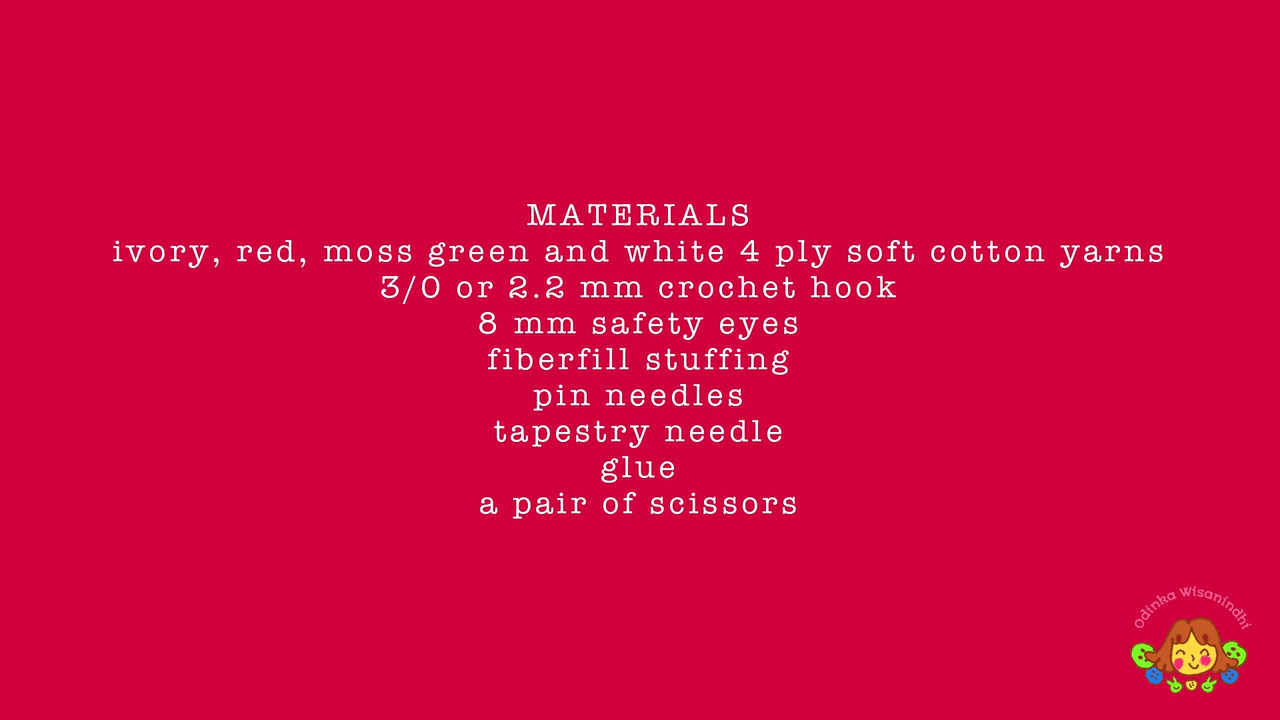 MATERIALS
ivory, red, moss green and white 4 ply soft cotton yarns
3/0 or 2.2 mm crochet hook
8 mm safety eyes
fiberfill stuffing
pin needles
tapestry needle
glue
a pair of scissors
Odinka Wisanindhi